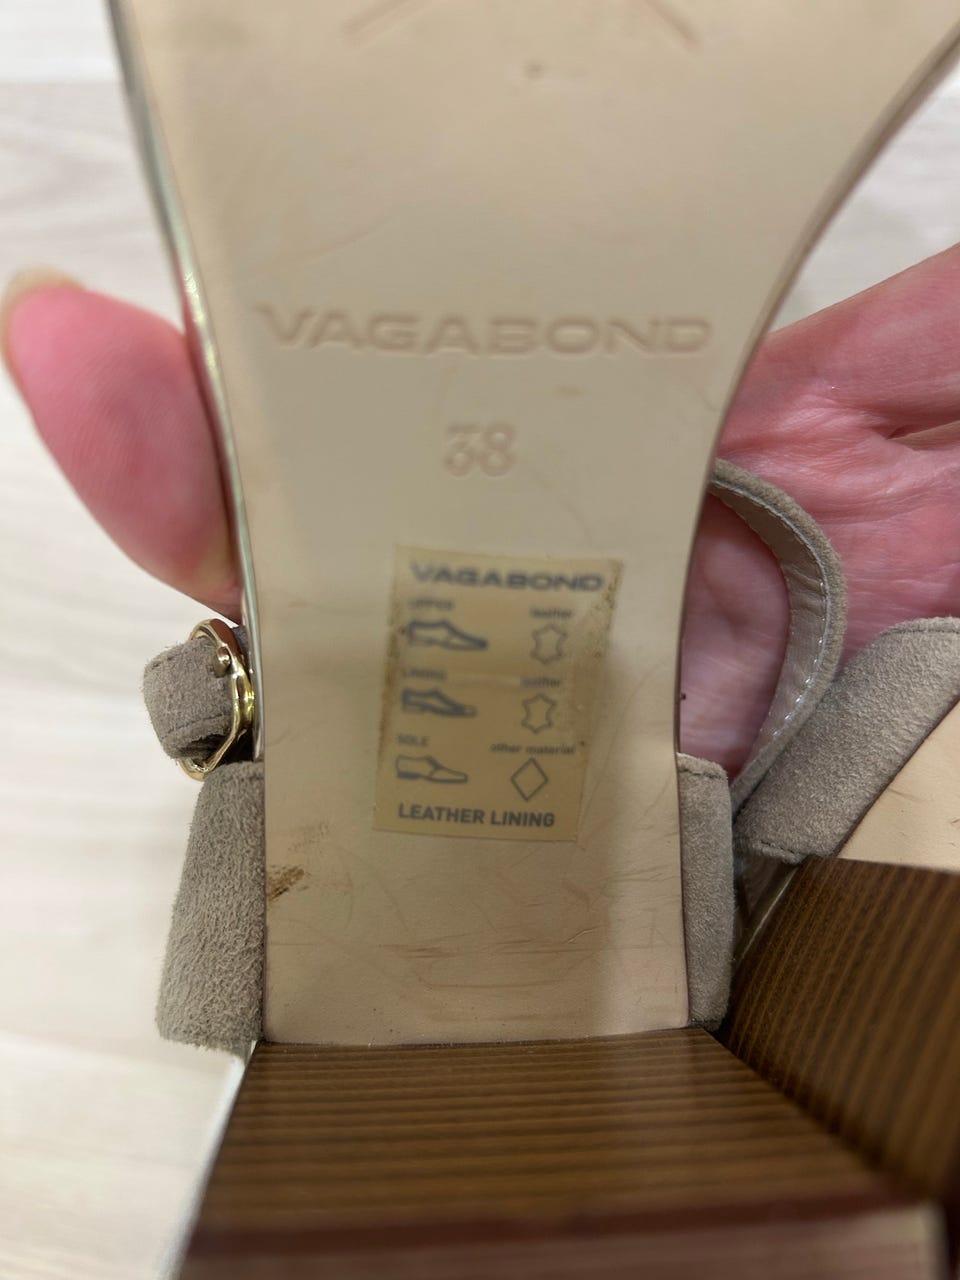 VAGABOND
38
VAGABOND
UPPER leather
LINING leather
SOLE other material
LEATHER LINING